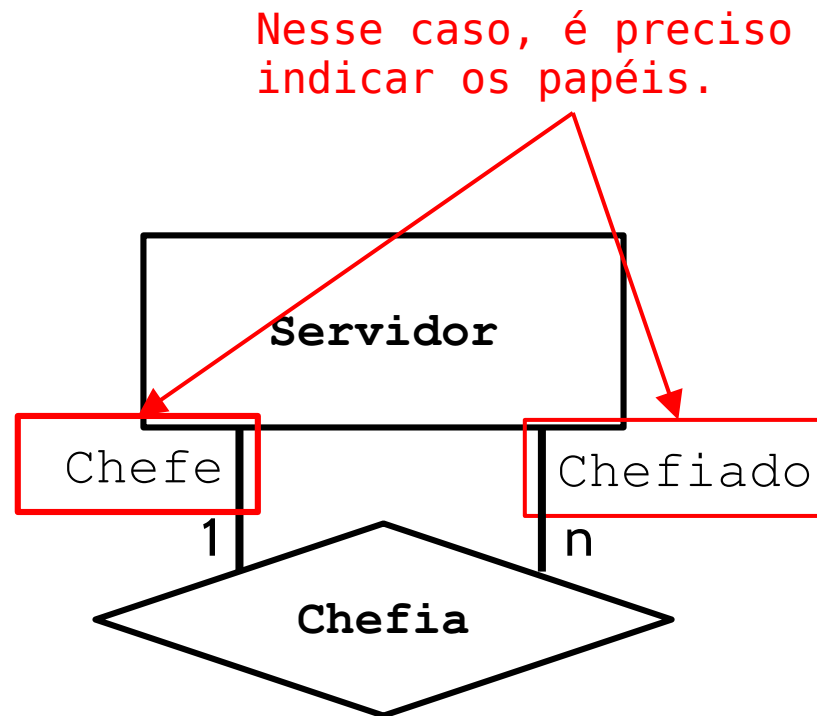 Nesse caso, é preciso
indicar os papéis.
Servidor
Chefe
Chefiado
1
n
Chefia